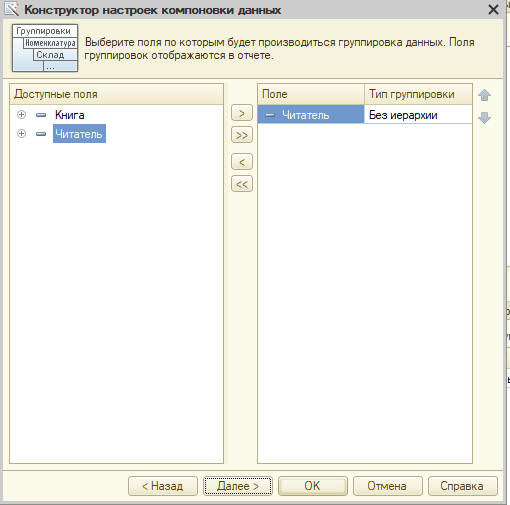 Конструктор настроек компоновки данных
Группировки
Номенклатура
Склад
...
Выберите поля по которым будет производиться группировка данных. Поля
группировок отображаются в отчете.
Доступные поля
Книга
Читатель
>
>>
<
<<
Поле Тип группировки
Читатель Без иерархии
< Назад Далее > OK Отмена Справка